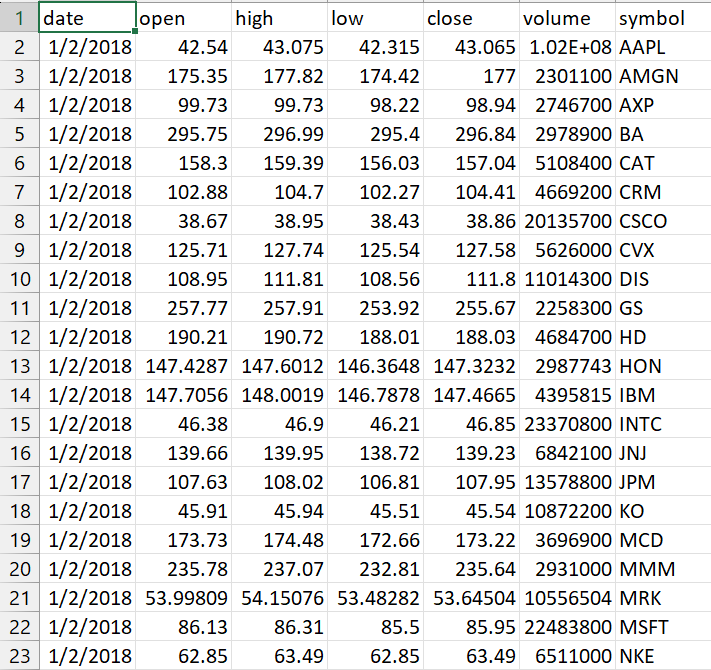 1 date open high low close volume symbol
2 1/2/2018 42.54 43.075 42.315 43.065 1.02E+08 AAPL
3 1/2/2018 175.35 177.82 174.42 177 2301100 AMGN
4 1/2/2018 99.73 99.73 98.22 98.94 2746700 AXP
5 1/2/2018 295.75 296.99 295.4 296.84 2978900 BA
6 1/2/2018 158.3 159.39 156.03 157.04 5108400 CAT
7 1/2/2018 102.88 104.7 102.27 104.41 4669200 CRM
8 1/2/2018 38.67 38.95 38.43 38.86 20135700 CSCO
9 1/2/2018 125.71 127.74 125.54 127.58 5626000 CVX
10 1/2/2018 108.95 111.81 108.56 111.8 11014300 DIS
11 1/2/2018 257.77 257.91 253.92 255.67 2258300 GS
12 1/2/2018 190.21 190.72 188.01 188.03 4684700 HD
13 1/2/2018 147.4287 147.6012 146.3648 147.3232 2987743 HON
14 1/2/2018 147.7056 148.0019 146.7878 147.4665 4395815 IBM
15 1/2/2018 46.38 46.9 46.21 46.85 23370800 INTC
16 1/2/2018 139.66 139.95 138.72 139.23 6842100 JNJ
17 1/2/2018 107.63 108.02 106.81 107.95 13578800 JPM
18 1/2/2018 45.91 45.94 45.51 45.54 10872200 KO
19 1/2/2018 173.73 174.48 172.66 173.22 3696900 MCD
20 1/2/2018 235.78 237.07 232.81 235.64 2931000 MMM
21 1/2/2018 53.99809 54.15076 53.48282 53.64504 10556504 MRK
22 1/2/2018 86.13 86.31 85.5 85.95 22483800 MSFT
23 1/2/2018 62.85 63.49 62.85 63.49 6511000 NKE